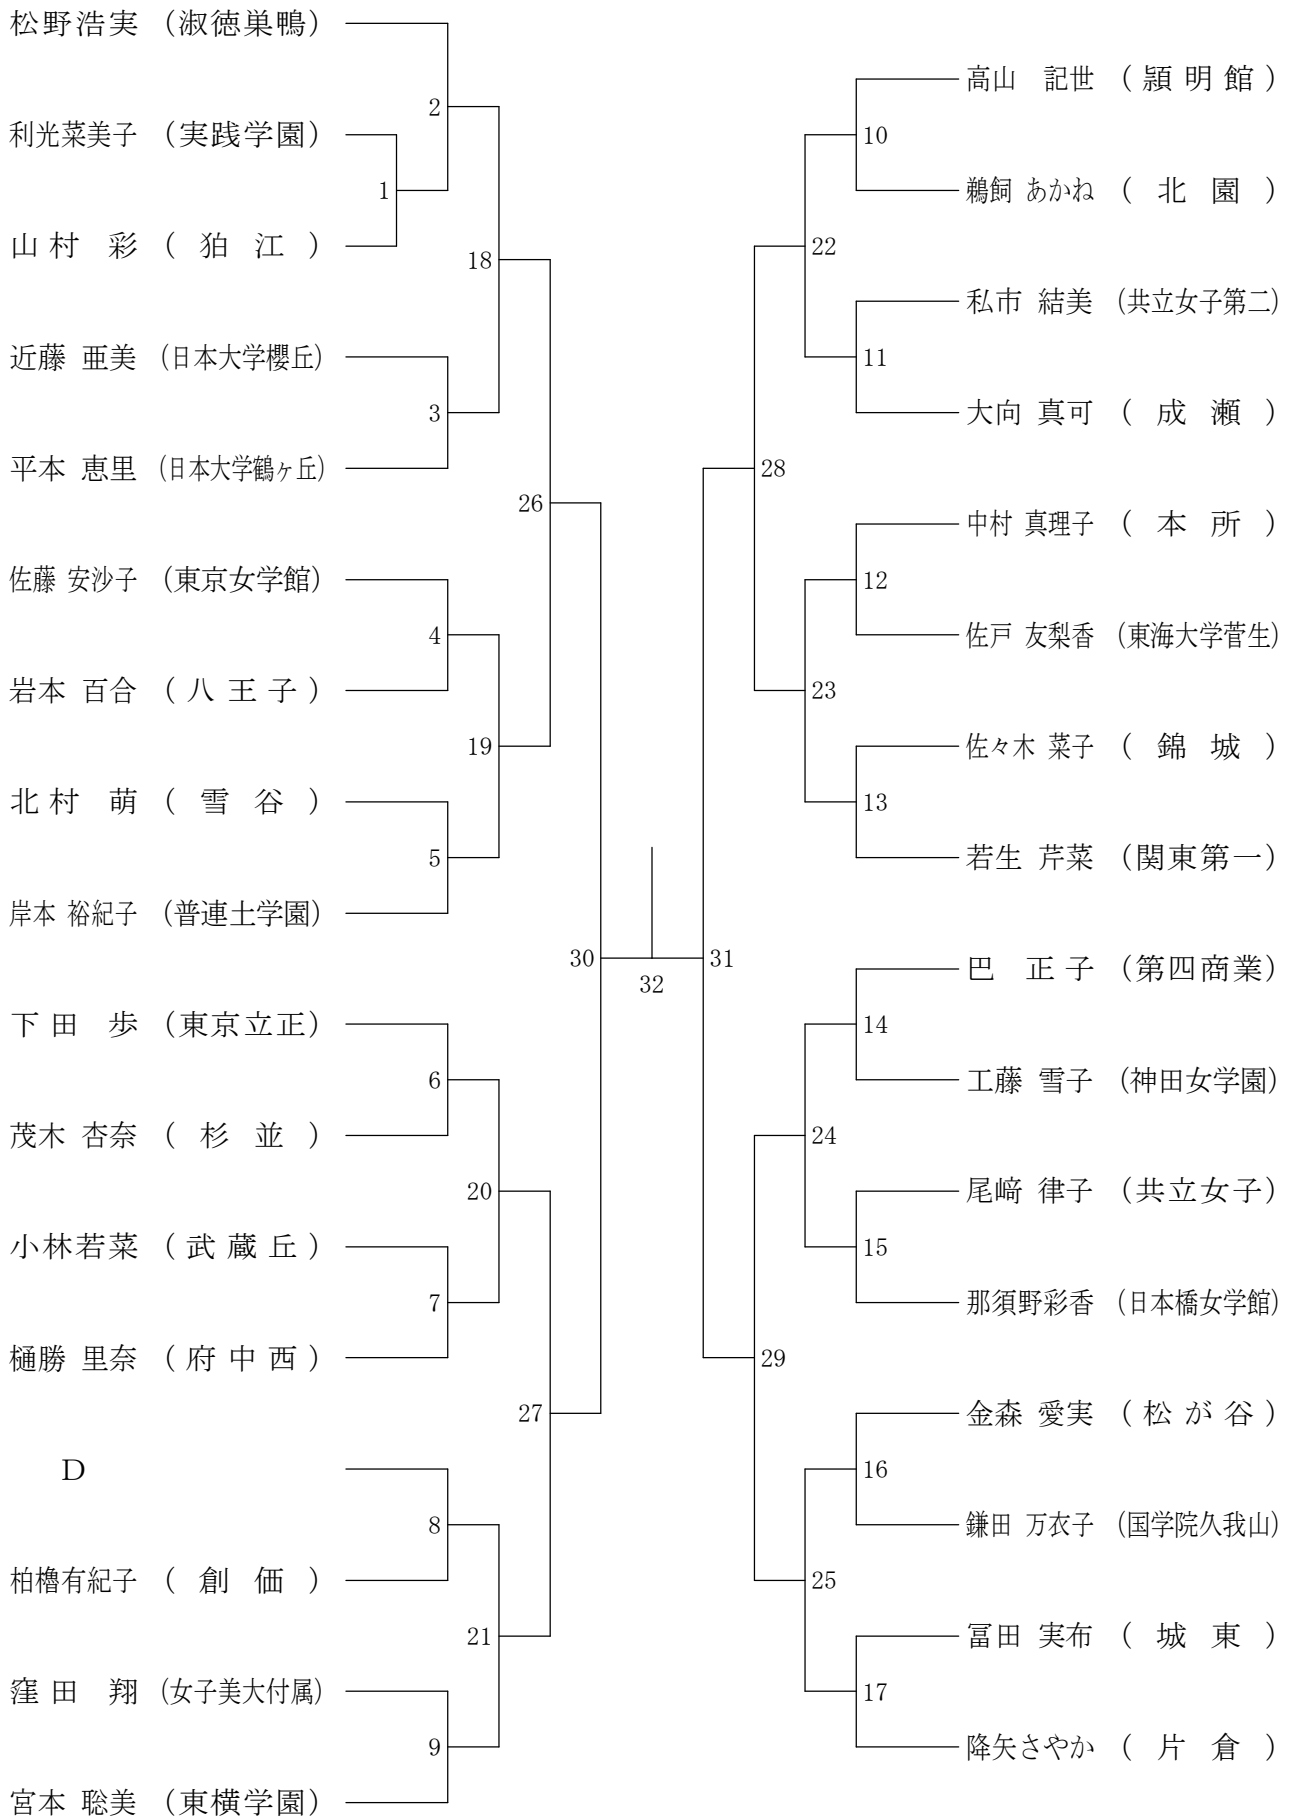 松野浩実 (淑徳巣鴨)
2
利光菜美子 (実践学園)
1
山村 彩 (狛江)
18
近藤 亜美 (日本大学櫻丘)
3
平本 恵里 (日本大学鶴ヶ丘)
26
佐藤 安沙子 (東京女学館)
4
岩本 百合 (八王子)
19
北村 萌 (雪谷)
5
岸本 裕紀子 (普連土学園)
30
下田 歩 (東京立正)
6
茂木 杏奈 (杉並)
20
小林若菜 (武蔵丘)
7
樋勝 里奈 (府中西)
27
D
8
柏櫓有紀子 (創価)
21
窪田 翔 (女子美大付属)
9
宮本 聡美 (東横学園)
32
高山 記世 (頴明館)
10
鵜飼 あかね (北園)
22
私市 結美 (共立女子第二)
11
大向 真可 (成瀬)
28
中村 真理子 (本所)
12
佐戸 友梨香 (東海大学菅生)
23
佐々木 菜子 (錦城)
13
若生 芹菜 (関東第一)
31
巴 正子 (第四商業)
14
工藤 雪子 (神田女学園)
24
尾﨑 律子 (共立女子)
15
那須野彩香 (日本橋女学館)
29
金森 愛実 (松が谷)
16
鎌田 万衣子 (国学院久我山)
25
冨田 実布 (城東)
17
降矢さやか (片倉)